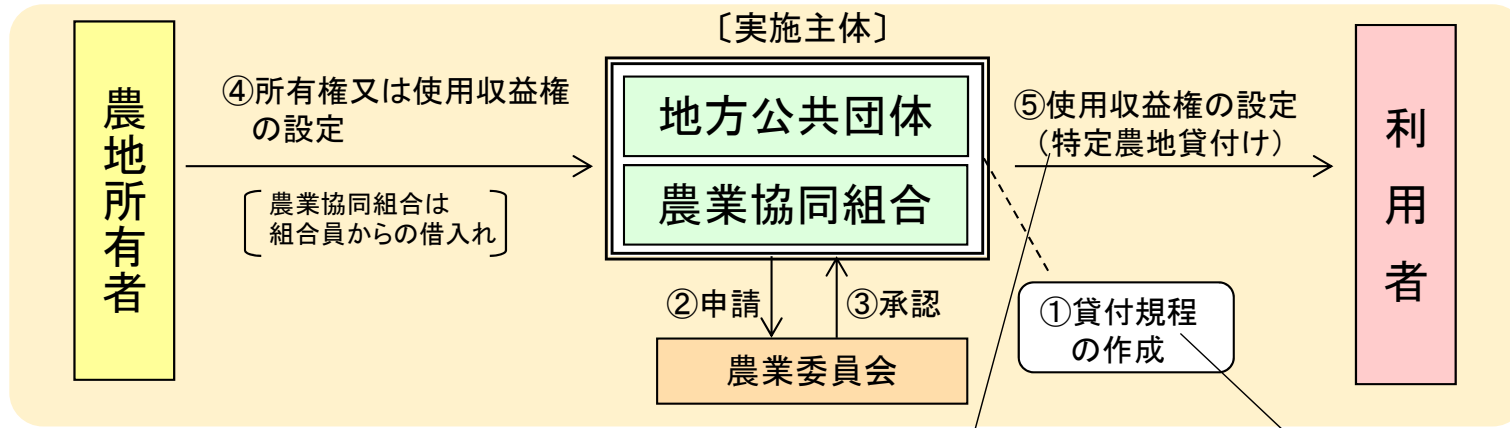 〔実施主体〕
農地所有者
④所有権又は使用収益権
の設定
農業協同組合は
組合員からの借入れ
地方公共団体
農業協同組合
⑤使用収益権の設定
(特定農地貸付け)
利用者
②申請
③承認
①貸付規程
の作成
農業委員会